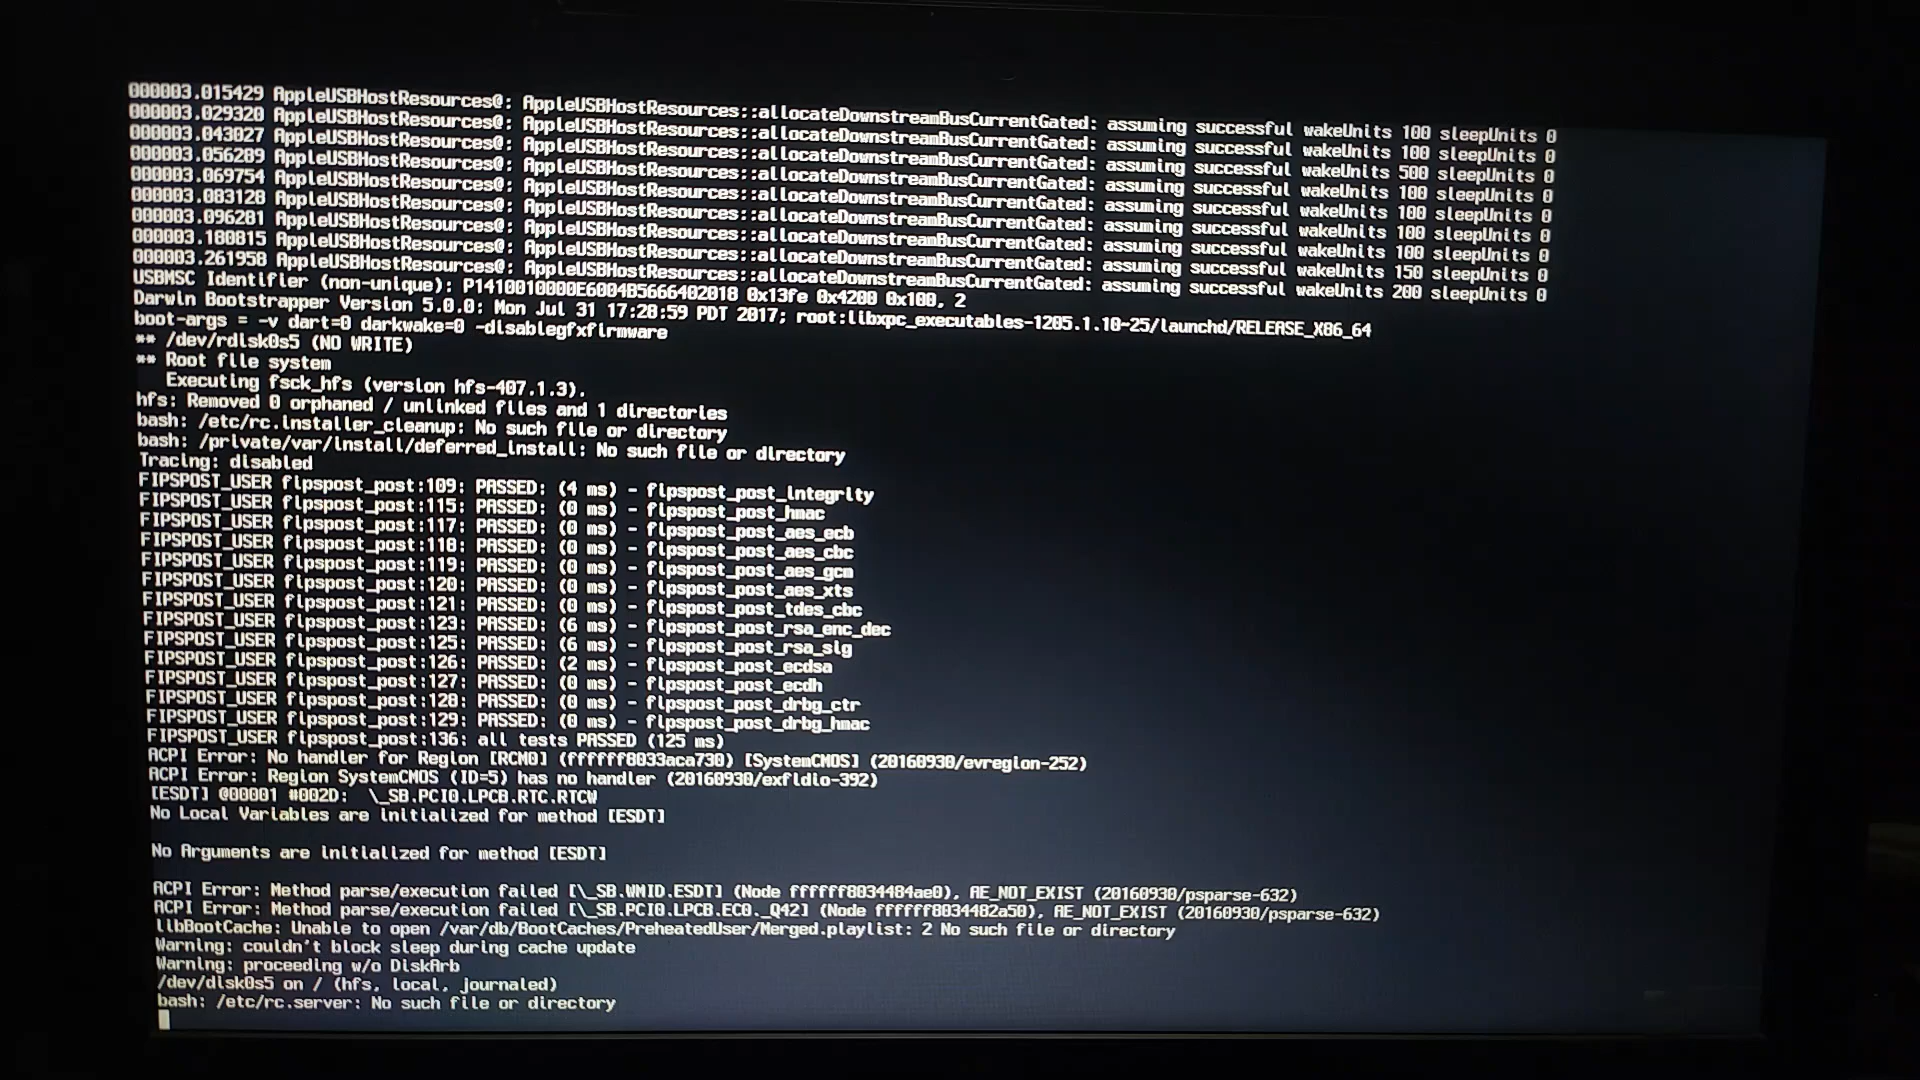 000003.015429 AppleUSBHostResources@: AppleUSBHostResources::allocateDownstreamBusCurrentGated: assuming successful wakeUnits 100 sleepUnits 0
000003.029320 AppleUSBHostResources@: AppleUSBHostResources::allocateDownstreamBusCurrentGated: assuming successful wakeUnits 100 sleepUnits 0
000003.043027 AppleUSBHostResources@: AppleUSBHostResources::allocateDownstreamBusCurrentGated: assuming successful wakeUnits 500 sleepUnits 0
000003.056289 AppleUSBHostResources@: AppleUSBHostResources::allocateDownstreamBusCurrentGated: assuming successful wakeUnits 100 sleepUnits 0
000003.069754 AppleUSBHostResources@: AppleUSBHostResources::allocateDownstreamBusCurrentGated: assuming successful wakeUnits 100 sleepUnits 0
000003.083128 AppleUSBHostResources@: AppleUSBHostResources::allocateDownstreamBusCurrentGated: assuming successful wakeUnits 100 sleepUnits 0
000003.096281 AppleUSBHostResources@: AppleUSBHostResources::allocateDownstreamBusCurrentGated: assuming successful wakeUnits 100 sleepUnits 0
000003.180815 AppleUSBHostResources@: AppleUSBHostResources::allocateDownstreamBusCurrentGated: assuming successful wakeUnits 150 sleepUnits 0
000003.261958 AppleUSBHostResources@: AppleUSBHostResources::allocateDownstreamBusCurrentGated: assuming successful wakeUnits 200 sleepUnits 0
USBMSC Identifier (non-unique): P1410010000E6004B5666402018 0x13fe 0x4200 0x100, 2
Darwin Bootstrapper Version 5.0.0: Mon Jul 31 17:28:59 PDT 2017; root:libxpc_executables-1205.1.10~25/launchd/RELEASE_X86_64
boot-args = -v dart=0 darkwake=0 -disablegfxfirmware
** /dev/rdisk0s5 (NO WRITE)
** Root file system
Executing fsck_hfs (version hfs-407.1.3).
hfs: Removed 0 orphaned / unlinked files and 1 directories
bash: /etc/rc.installer_cleanup: No such file or directory
bash: /private/var/install/deferred_install: No such file or directory
Tracing: disabled
FIPSPOST_USER fipspost_post:109: PASSED: (4 ms) - fipspost_post_integrity
FIPSPOST_USER fipspost_post:115: PASSED: (0 ms) - fipspost_post_hmac
FIPSPOST_USER fipspost_post:117: PASSED: (0 ms) - fipspost_post_aes_ecb
FIPSPOST_USER fipspost_post:118: PASSED: (0 ms) - fipspost_post_aes_cbc
FIPSPOST_USER fipspost_post:119: PASSED: (0 ms) - fipspost_post_aes_gcm
FIPSPOST_USER fipspost_post:120: PASSED: (0 ms) - fipspost_post_aes_xts
FIPSPOST_USER fipspost_post:121: PASSED: (0 ms) - fipspost_post_tdes_cbc
FIPSPOST_USER fipspost_post:123: PASSED: (6 ms) - fipspost_post_rsa_enc_dec
FIPSPOST_USER fipspost_post:125: PASSED: (6 ms) - fipspost_post_rsa_sig
FIPSPOST_USER fipspost_post:126: PASSED: (2 ms) - fipspost_post_ecdsa
FIPSPOST_USER fipspost_post:127: PASSED: (0 ms) - fipspost_post_ecdh
FIPSPOST_USER fipspost_post:128: PASSED: (0 ms) - fipspost_post_drbg_ctr
FIPSPOST_USER fipspost_post:129: PASSED: (0 ms) - fipspost_post_drbg_hmac
FIPSPOST_USER fipspost_post:136: all tests PASSED (125 ms)
ACPI Error: No handler for Region [RCM0] (ffffff8033aca730) [SystemCMOS] (20160930/evregion-252)
ACPI Error: Region SystemCMOS (ID=5) has no handler (20160930/exfldio-392)
[ESDT] @00001 #002D:  \_SB.PCI0.LPCB.RTC.RTCW
No Local Variables are initialized for method [ESDT]
No Arguments are initialized for method [ESDT]
ACPI Error: Method parse/execution failed [\_SB.WMID.ESDT] (Node ffffff8034484ae0), AE_NOT_EXIST (20160930/psparse-632)
ACPI Error: Method parse/execution failed [\_SB.PCI0.LPCB.EC0._Q42] (Node ffffff8034482a50), AE_NOT_EXIST (20160930/psparse-632)
libBootCache: Unable to open /var/db/BootCaches/PreheatedUser/Merged.playlist: 2 No such file or directory
Warning: couldn't block sleep during cache update
Warning: proceeding w/o DiskArb
/dev/disk0s5 on / (hfs, local, journaled)
bash: /etc/rc.server: No such file or directory